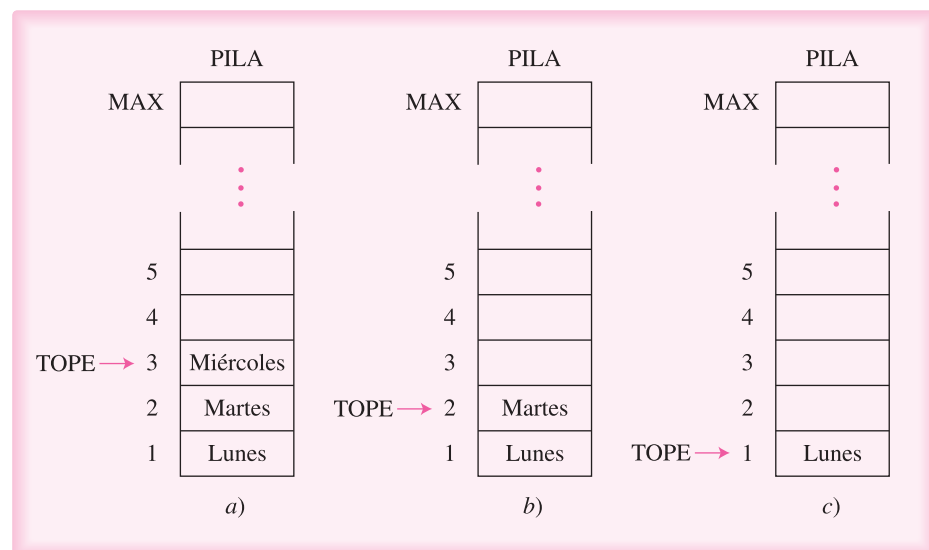 PILA PILA PILA
MAX MAX MAX
5 5 5
4 4 4
TOPE 3 Miércoles 3 3
2 Martes TOPE 2 Martes 2
1 Lunes 1 Lunes TOPE 1 Lunes
a) b) c)